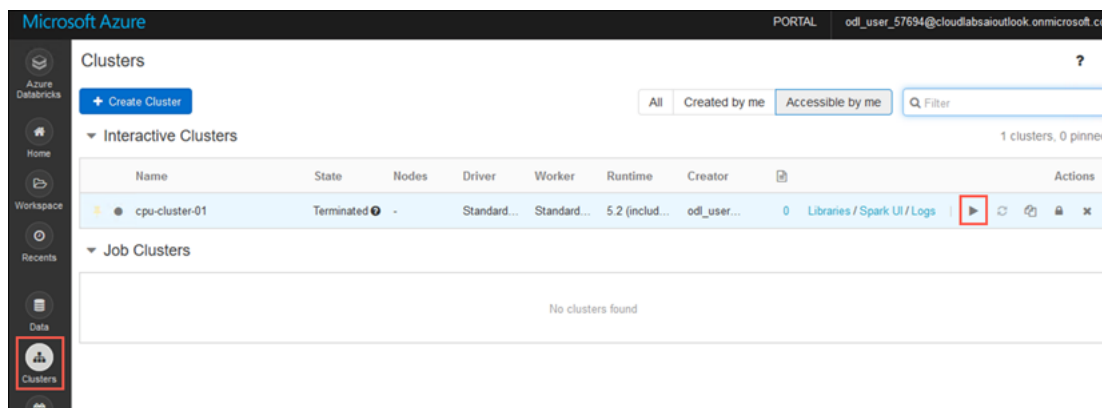 Microsoft Azure PORTAL odl_user_57694@cloudlabsaioutlook.onmicrosoft.co
Azure Databricks
Home
Workspace
Recents
Data
Clusters
Clusters ?
+ Create Cluster All Created by me Accessible by me Filter
Interactive Clusters 1 clusters, 0 pinne
Name State Nodes Driver Worker Runtime Creator Actions
cpu-cluster-01 Terminated ? - Standard... Standard... 5.2 (includ... odl_user... 0 Libraries / Spark UI / Logs
Job Clusters
No clusters found